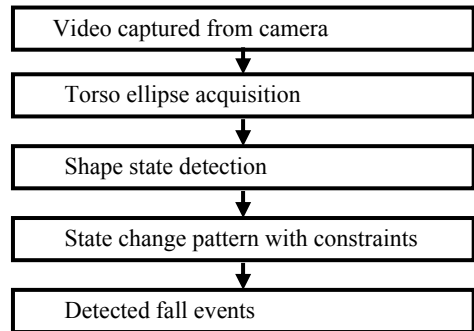 Video captured from camera
Torso ellipse acquisition
Shape state detection
State change pattern with constraints
Detected fall events